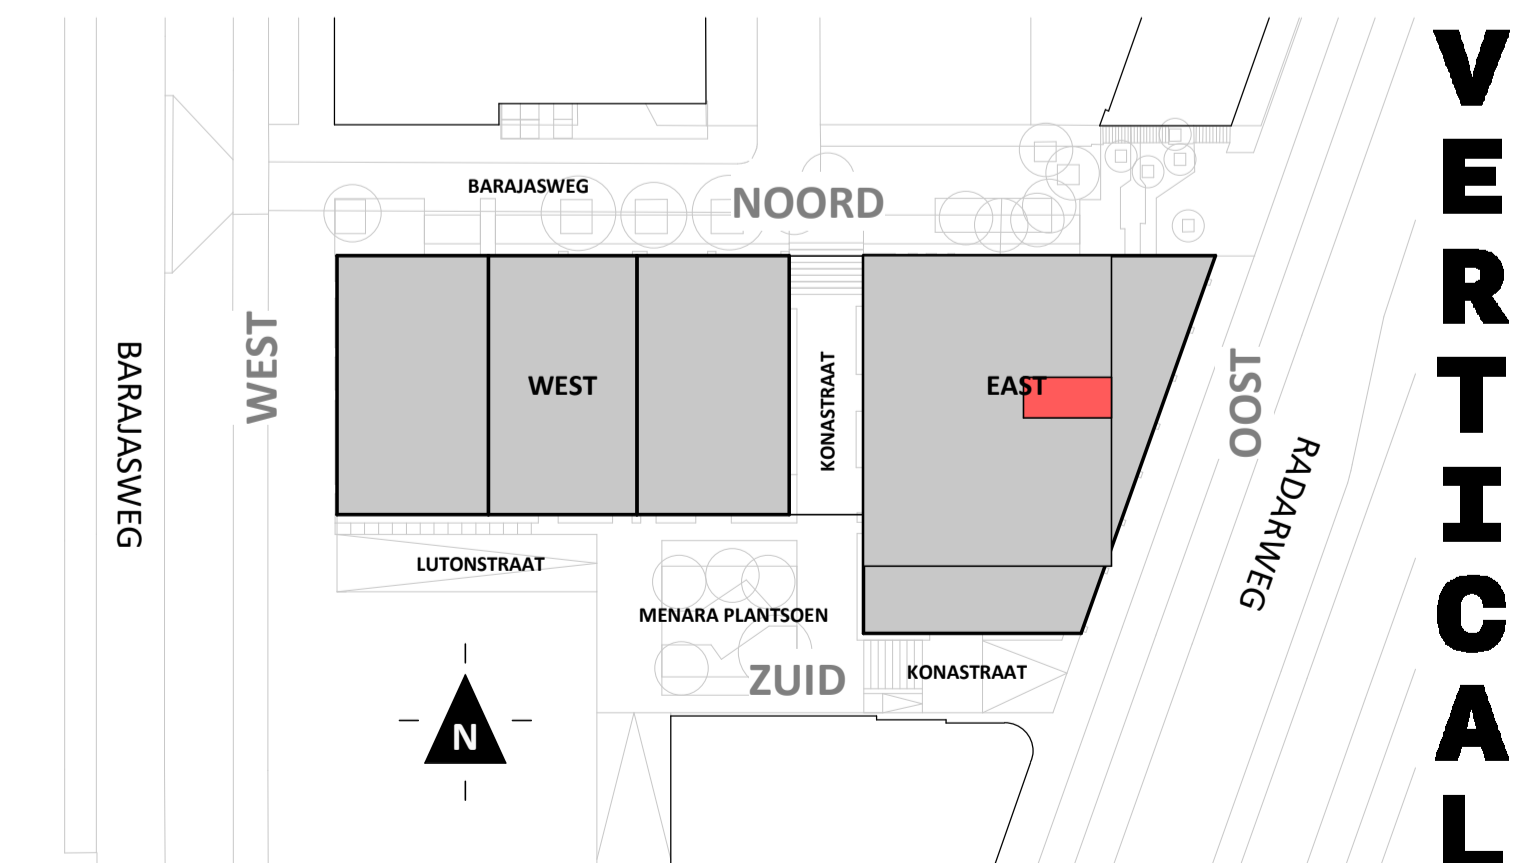 BARAJASWEG
NOORD
WEST
BARAJASWEG
WEST
KONASTRAAT
EAST
OOST
RADARWEG
LUTONSTRAAT
MENARA PLANTSOEN
ZUID
KONASTRAAT
N
VERTICAL